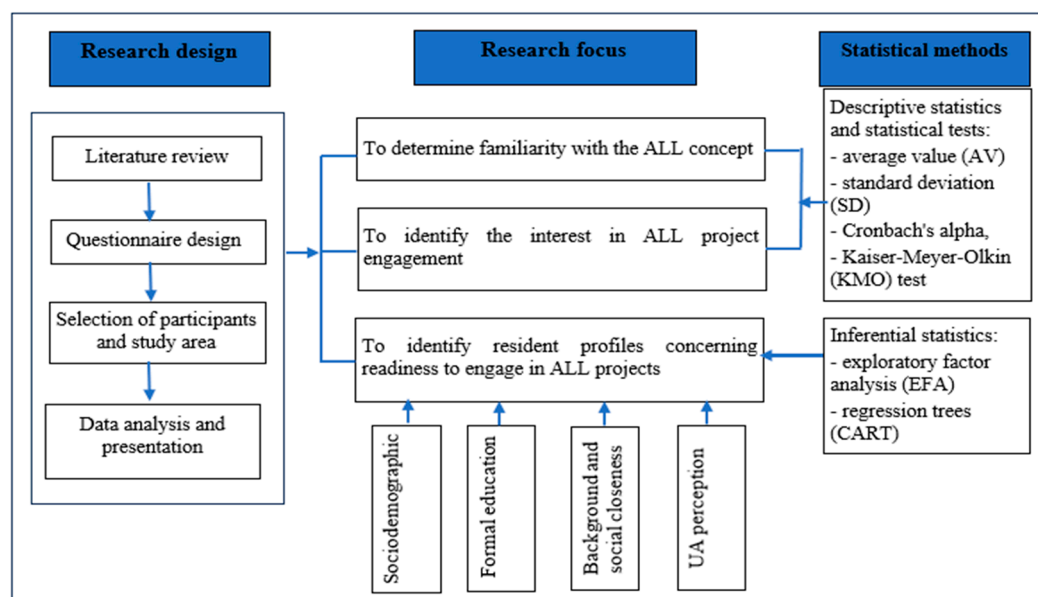 Research design
Research focus
Statistical methods
Literature review
Questionnaire design
Selection of participants
and study area
Data analysis and
presentation
To determine familiarity with the ALL concept
To identify the interest in ALL project
engagement
To identify resident profiles concerning
readiness to engage in ALL projects
Sociodemographic
Formal education
Background and
social closeness
UA perception
Descriptive statistics
and statistical tests:
- average value (AV)
- standard deviation
(SD)
- Cronbach's alpha,
- Kaiser-Meyer-Olkin
(KMO) test
Inferential statistics:
- exploratory factor
analysis (EFA)
- regression trees
(CART)